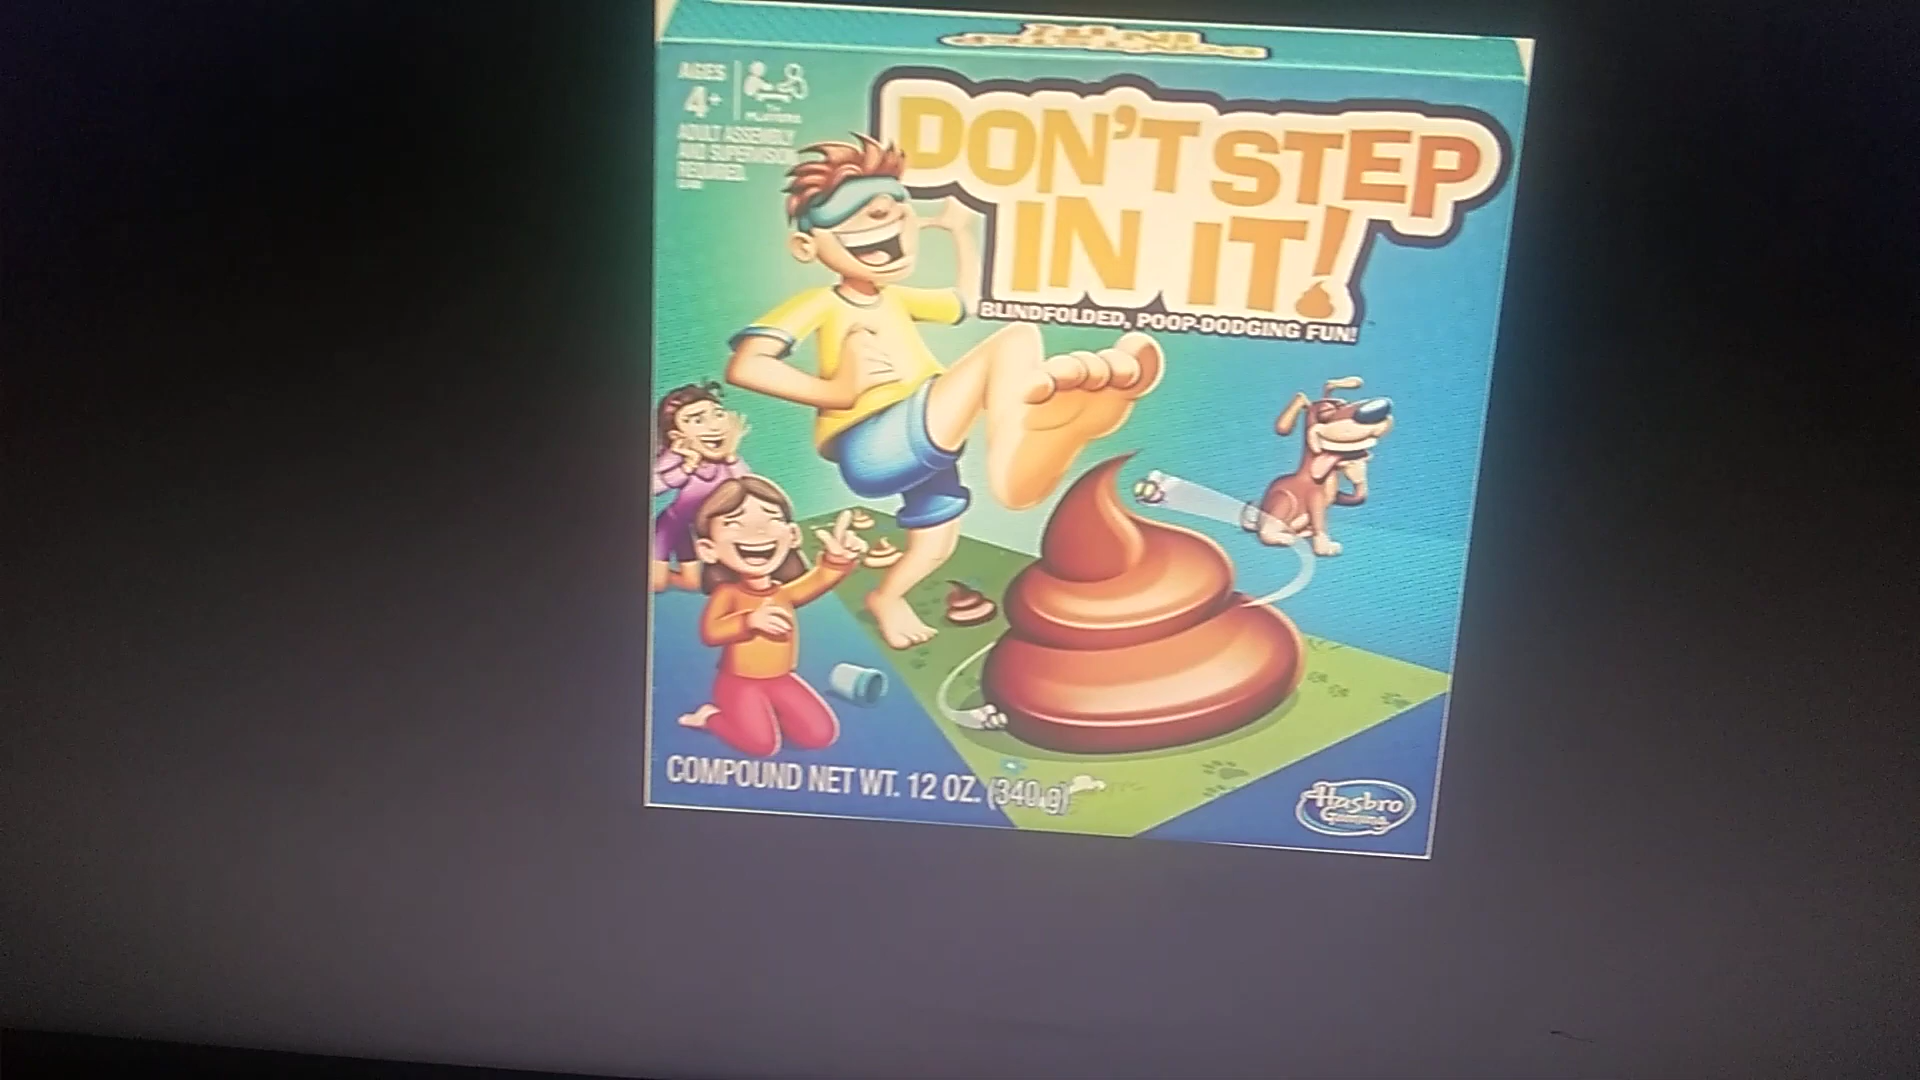 AGES
4+
PLAYERS
ADULT ASSEMBLY
AND SUPERVISION
REQUIRED.
DON'T STEP
IN IT!
BLINDFOLDED, POOP-DODGING FUN!
COMPOUND NET WT. 12 OZ. (340 g)
Hasbro
Gaming